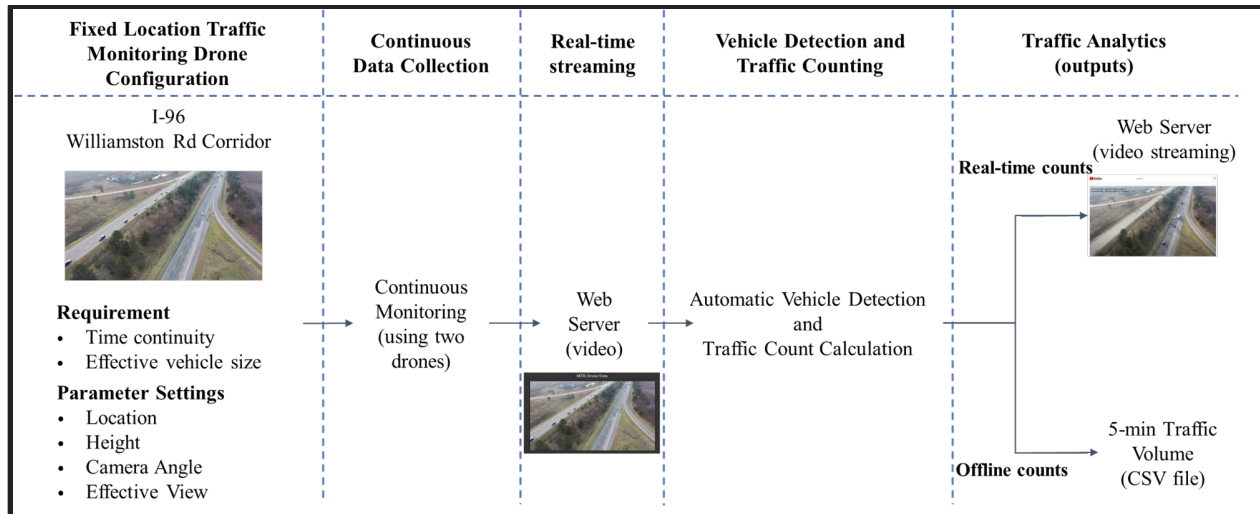 Fixed Location Traffic
Monitoring Drone
Configuration
Continuous
Data Collection
Real-time
streaming
Vehicle Detection and
Traffic Counting
Traffic Analytics
(outputs)
I-96
Williamston Rd Corridor
Requirement
• Time continuity
• Effective vehicle size
Parameter Settings
• Location
• Height
• Camera Angle
• Effective View
Continuous
Monitoring
(using two
drones)
Web
Server
(video)
Automatic Vehicle Detection
and
Traffic Count Calculation
Real-time counts
Web Server
(video streaming)
Offline counts
5-min Traffic
Volume
(CSV file)